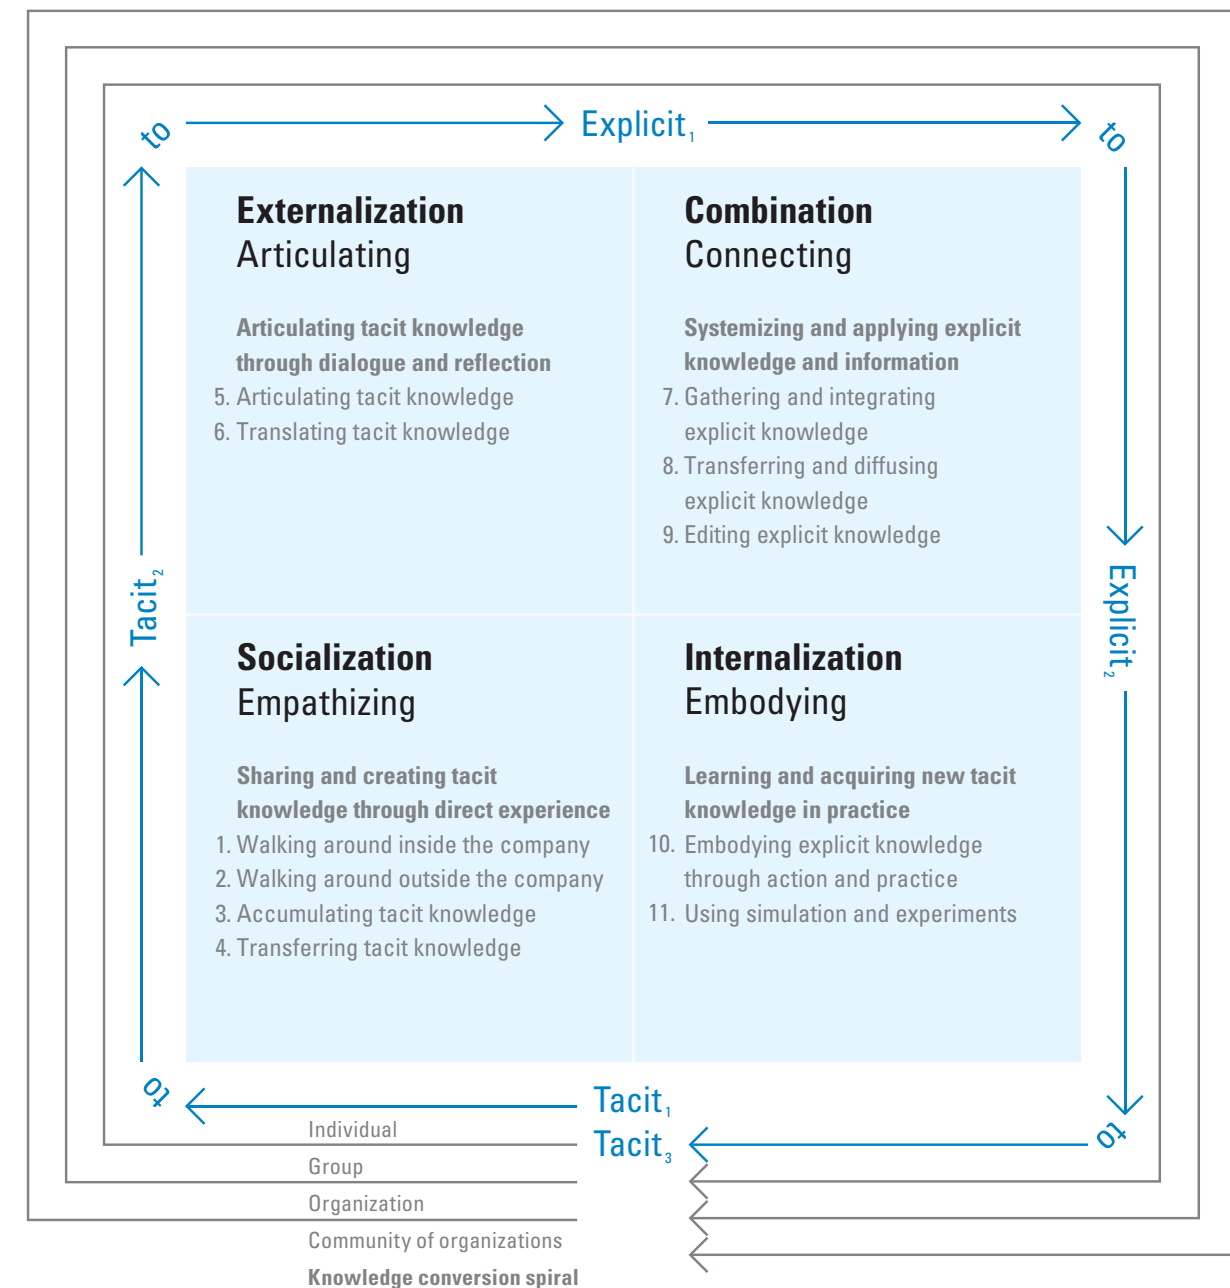 to
Explicit1
to
Externalization
Articulating
Articulating tacit knowledge
through dialogue and reflection
5. Articulating tacit knowledge
6. Translating tacit knowledge
Combination
Connecting
Systemizing and applying explicit
knowledge and information
7. Gathering and integrating
explicit knowledge
8. Transferring and diffusing
explicit knowledge
9. Editing explicit knowledge
Tacit2
Explicit2
Socialization
Empathizing
Sharing and creating tacit
knowledge through direct experience
1. Walking around inside the company
2. Walking around outside the company
3. Accumulating tacit knowledge
4. Transferring tacit knowledge
Internalization
Embodying
Learning and acquiring new tacit
knowledge in practice
10. Embodying explicit knowledge
through action and practice
11. Using simulation and experiments
to
Tacit1
Individual
Tacit3
to
Group
Organization
Community of organizations
Knowledge conversion spiral